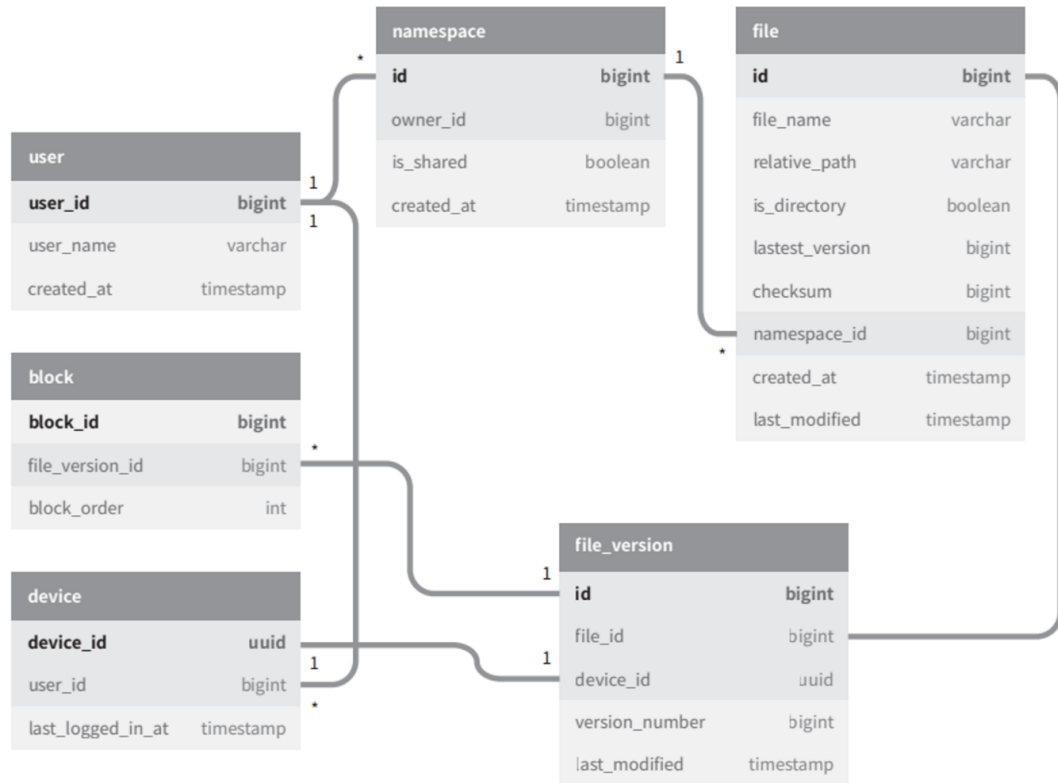 namespace
*
1
id bigint
owner_id bigint
is_shared boolean
created_at timestamp
file
id bigint
file_name varchar
relative_path varchar
is_directory boolean
lastest_version bigint
checksum bigint
namespace_id bigint
*
created_at timestamp
last_modified timestamp
user
1
user_id bigint
1
user_name varchar
created_at timestamp
block
block_id bigint
*
file_version_id bigint
block_order int
device
device_id uuid
1
user_id bigint
*
last_logged_in_at timestamp
file_version
1
id bigint
file_id bigint
1
device_id uuid
version_number bigint
last_modified timestamp